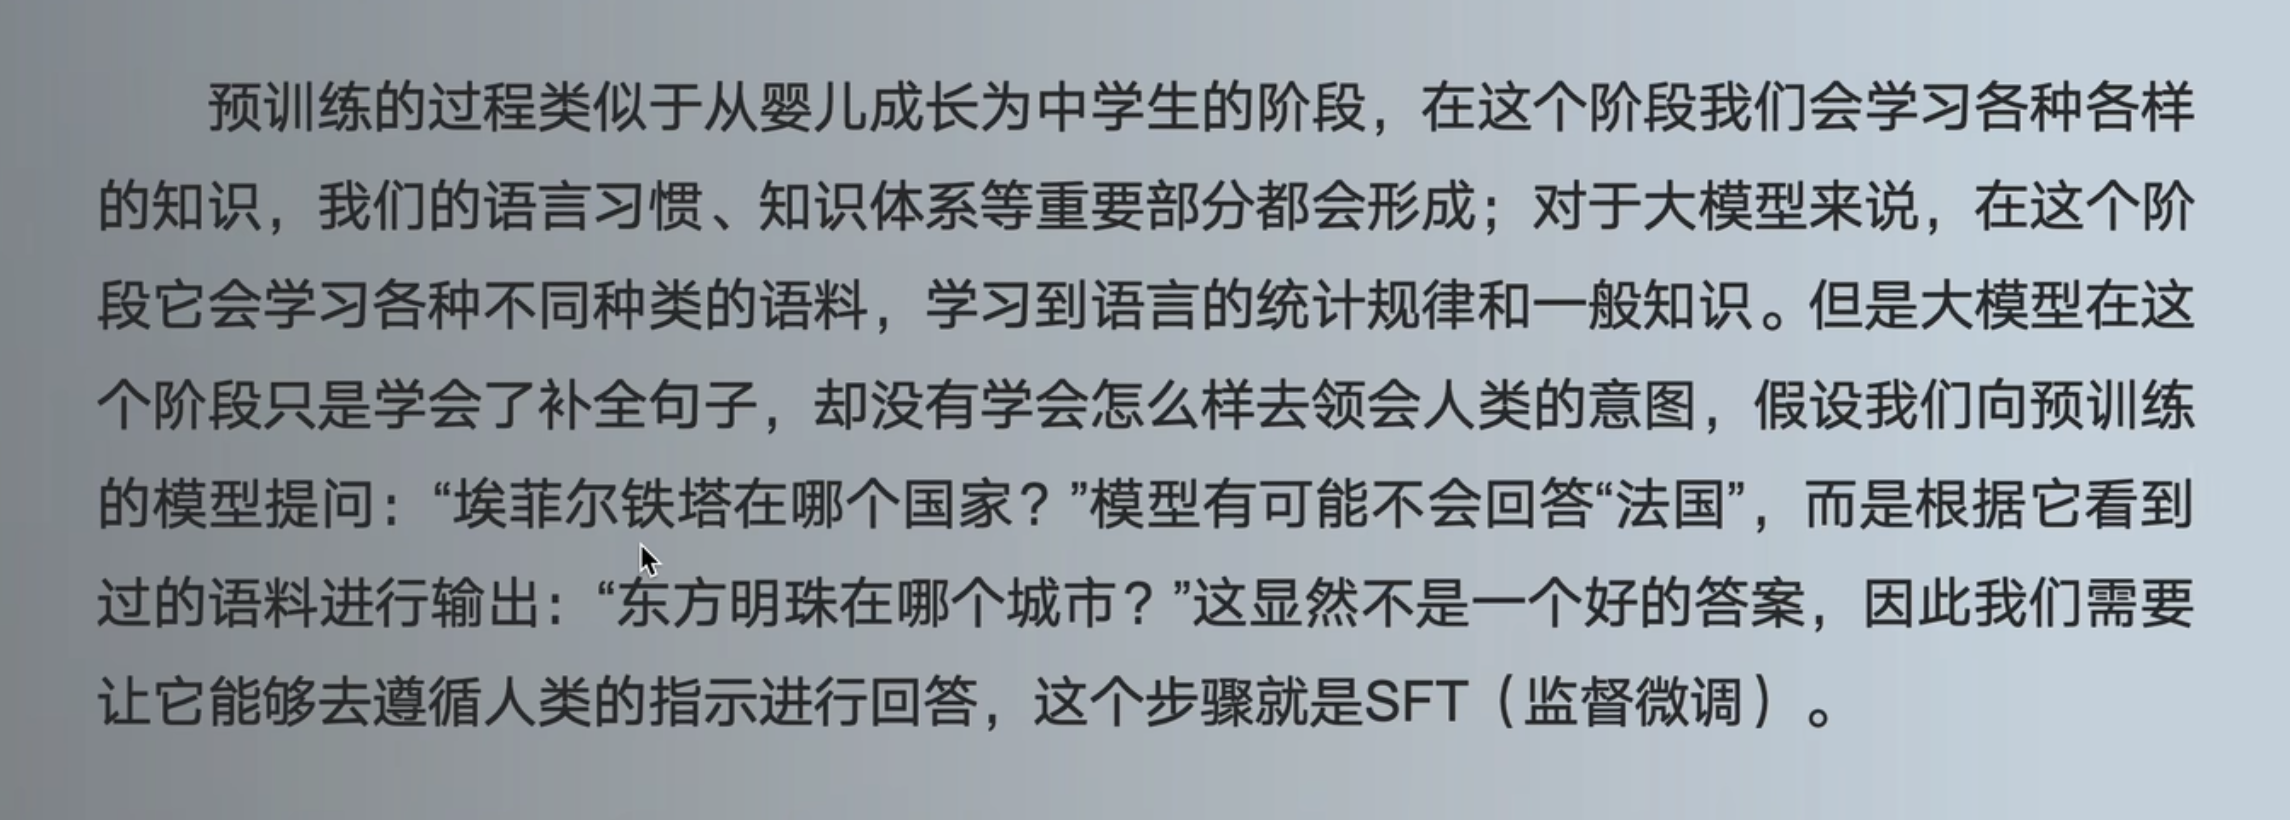 预训练的过程类似于从婴儿成长为中学生的阶段，在这个阶段我们会学习各种各样
的知识，我们的语言习惯、知识体系等重要部分都会形成；对于大模型来说，在这个阶
段它会学习各种不同种类的语料，学习到语言的统计规律和一般知识。但是大模型在这
个阶段只是学会了补全句子，却没有学会怎么样去领会人类的意图，假设我们向预训练
的模型提问：“埃菲尔铁塔在哪个国家？”模型有可能不会回答“法国”，而是根据它看到
过的语料进行输出：“东方明珠在哪个城市？”这显然不是一个好的答案，因此我们需要
让它能够去遵循人类的指示进行回答，这个步骤就是SFT（监督微调）。